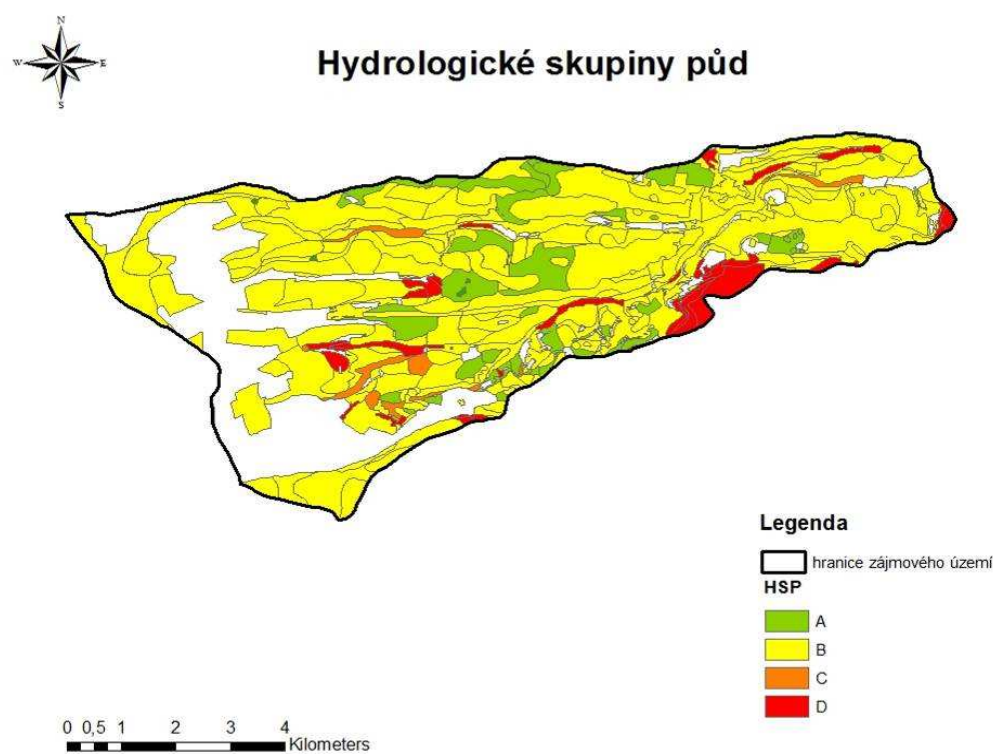 N
W E
S
Hydrologické skupiny půd
Legenda
hranice zájmového území
HSP
A
B
C
D
0 0,5 1 2 3 4
Kilometers